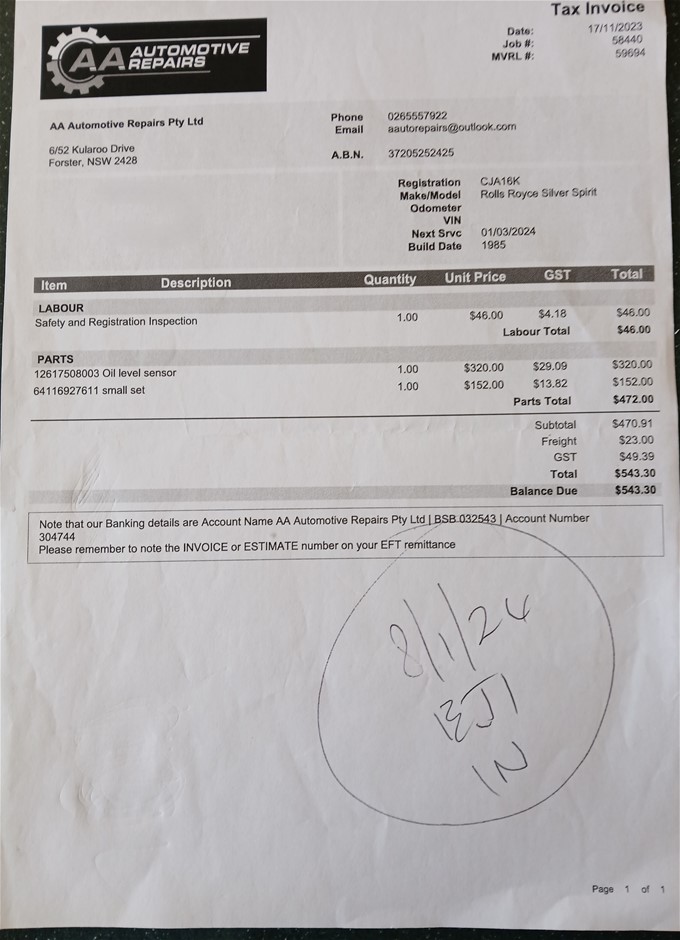 Tax Invoice
AA AUTOMOTIVE REPAIRS
Date: 17/11/2023
Job #: 58440
MVRL #: 59694
AA Automotive Repairs Pty Ltd
6/52 Kularoo Drive
Forster, NSW 2428
Phone 0265557922
Email aautorepairs@outlook.com
A.B.N. 37205252425
Registration CJA16K
Make/Model Rolls Royce Silver Spirit
Odometer
VIN
Next Srvc 01/03/2024
Build Date 1985
Item Description Quantity Unit Price GST Total
LABOUR
Safety and Registration Inspection 1.00 $46.00 $4.18 $46.00
Labour Total $46.00
PARTS
12617508003 Oil level sensor 1.00 $320.00 $29.09 $320.00
64116927611 small set 1.00 $152.00 $13.82 $152.00
Parts Total $472.00
Subtotal $470.91
Freight $23.00
GST $49.39
Total $543.30
Balance Due $543.30
Note that our Banking details are Account Name AA Automotive Repairs Pty Ltd | BSB 032543 | Account Number
304744
Please remember to note the INVOICE or ESTIMATE number on your EFT remittance
8/1/24
IN
Page 1 of 1